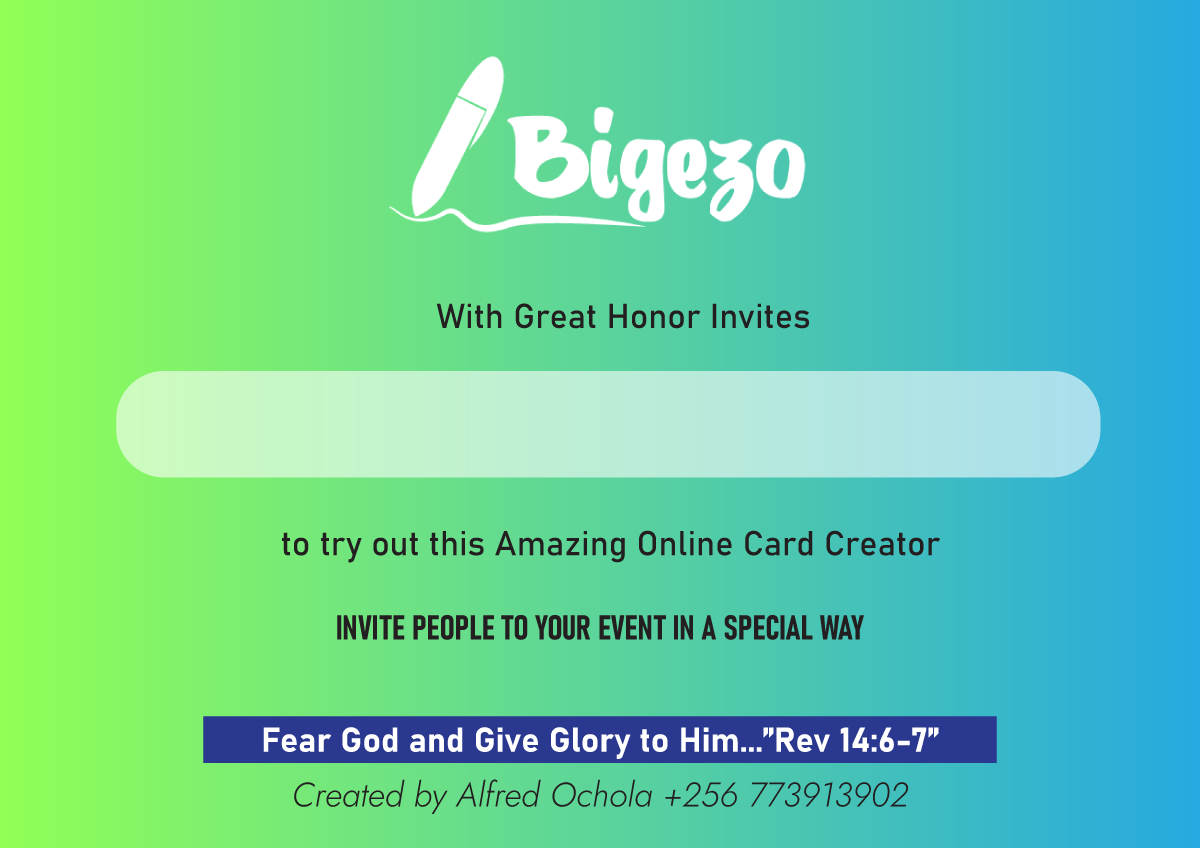 Bigezo
With Great Honor Invites
to try out this Amazing Online Card Creator
INVITE PEOPLE TO YOUR EVENT IN A SPECIAL WAY
Fear God and Give Glory to Him...”Rev 14:6-7”
Created by Alfred Ochola +256 773913902